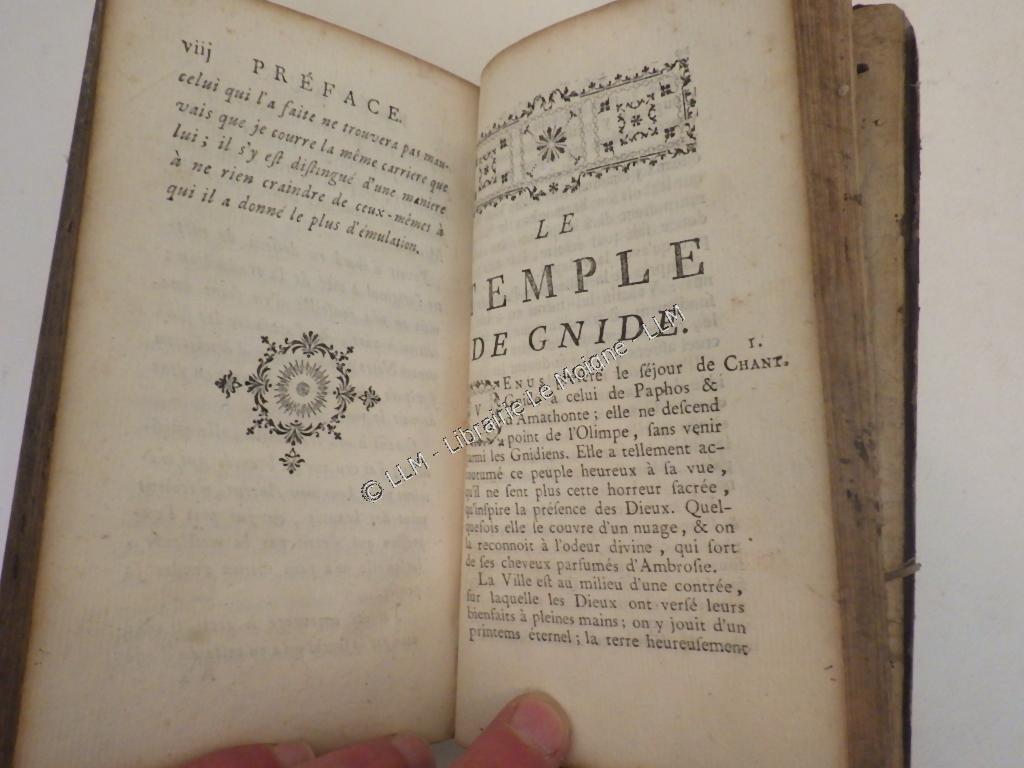 viij PRÉFACE.
celui qui l'a faite ne trouvera pas mau-
vais que je courre la même carriere que
lui ; il s'y eſt diſtingué d'une maniere
à ne rien craindre de ceux-mêmes à
qui il a donné le plus d'émulation.
LE
TEMPLE
DE GNIDE.
I.
CHANT.
VENUS le ſéjour de
à celui de Paphos &
d'Amathonte ; elle ne deſcend
point de l'Olimpe, ſans venir
les Gnidiens. Elle a tellement ac-
ce peuple heureux à ſa vue,
qu'il ne ſent plus cette horreur ſacrée,
qu'inſpire la préſence des Dieux. Quel-
quefois elle ſe couvre d'un nuage, & on
la reconnoit à l'odeur divine, qui ſort
de ſes cheveux parfumés d'Ambroſie.
La Ville eſt au milieu d'une contrée,
ſur laquelle les Dieux ont verſé leurs
bienfaits à pleines mains ; on y jouit d'un
printems éternel ; la terre heureuſement
© LLM - Librairie Le Moigne - LLM